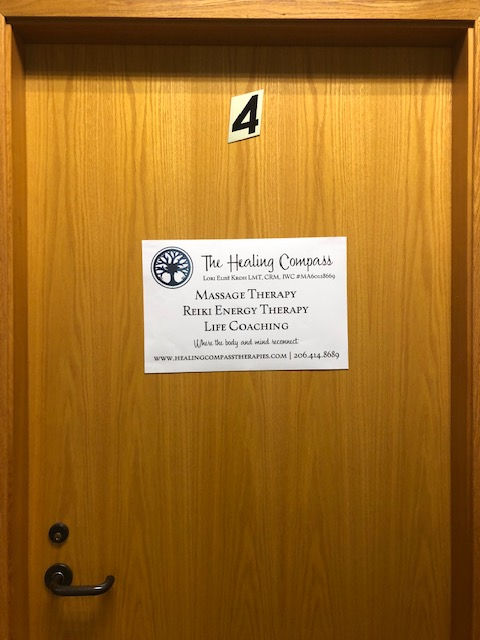 4
The Healing Compass
Lori Elise Kroh LMT, CRM, IWC #MA60118669
Massage Therapy
Reiki Energy Therapy
Life Coaching
Where the body and mind reconnect
www.healingcompasstherapies.com | 206.414.8689